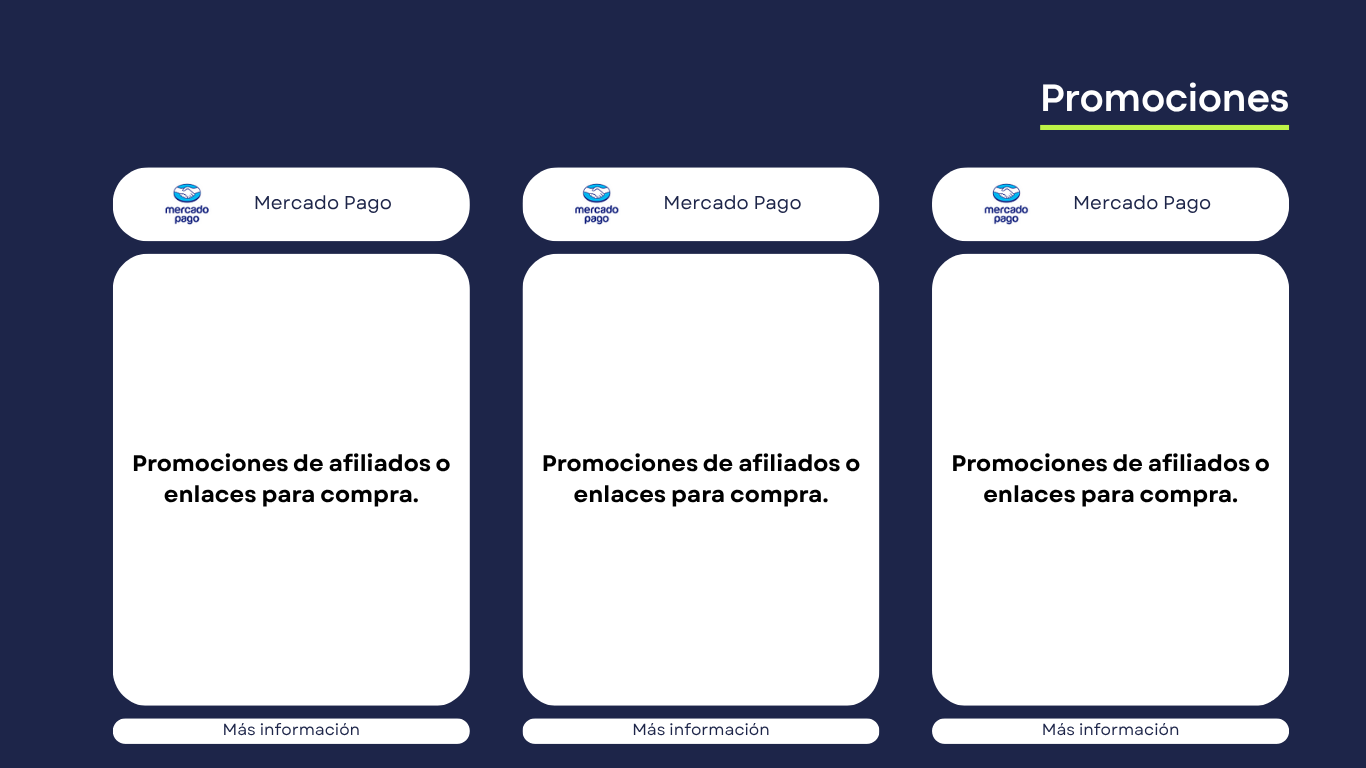 Promociones
mercado
pago
Mercado Pago
mercado
pago
Mercado Pago
mercado
pago
Mercado Pago
Promociones de afiliados o
enlaces para compra.
Promociones de afiliados o
enlaces para compra.
Promociones de afiliados o
enlaces para compra.
Más información
Más información
Más información